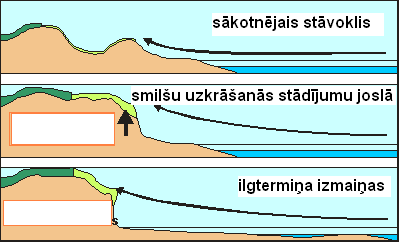 sākotnējais stāvoklis
smilšu uzkrāšanās stādījumu joslā
ilgtermiņa izmaiņas
s